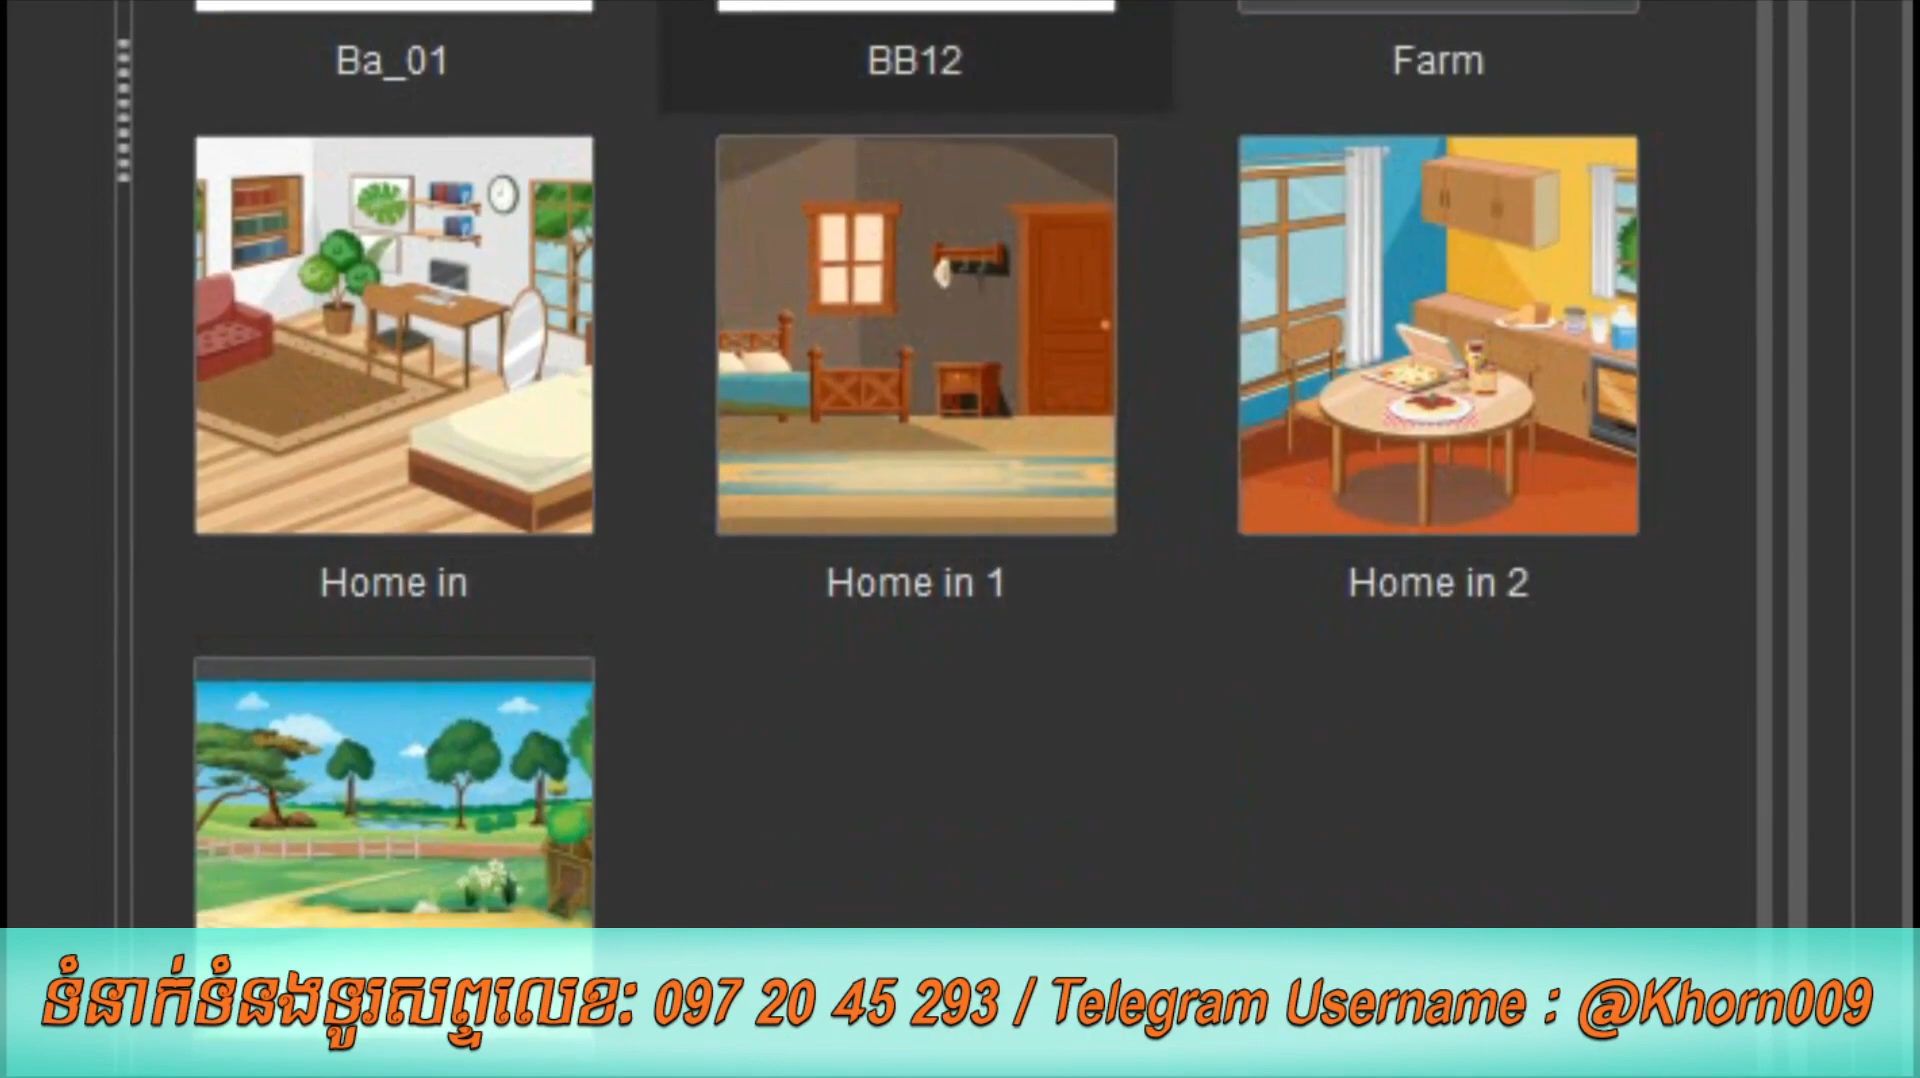 Ba_01
BB12
Farm
Home in
Home in 1
Home in 2
ទំនាក់ទំនងទូរសព្ទលេខ: 097 20 45 293 / Telegram Username : @Khorn009